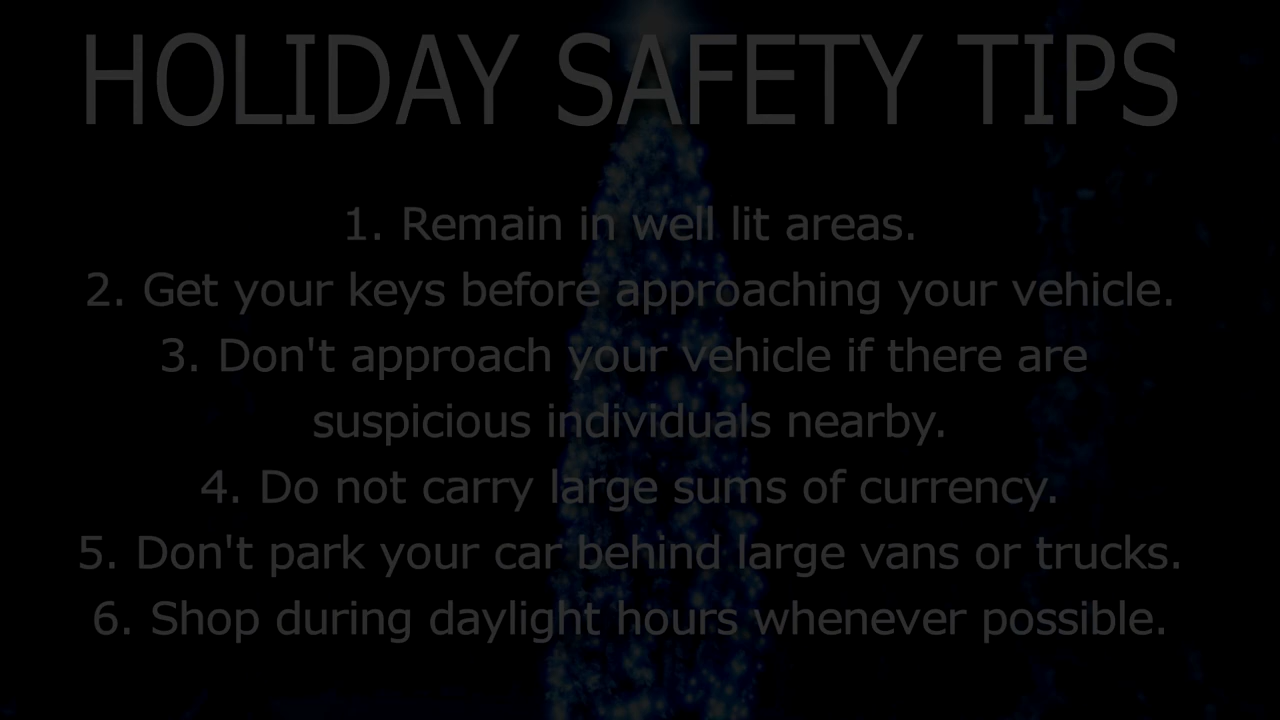 HOLIDAY SAFETY TIPS
1. Remain in well lit areas.
2. Get your keys before approaching your vehicle.
3. Don't approach your vehicle if there are
suspicious individuals nearby.
4. Do not carry large sums of currency.
5. Don't park your car behind large vans or trucks.
6. Shop during daylight hours whenever possible.